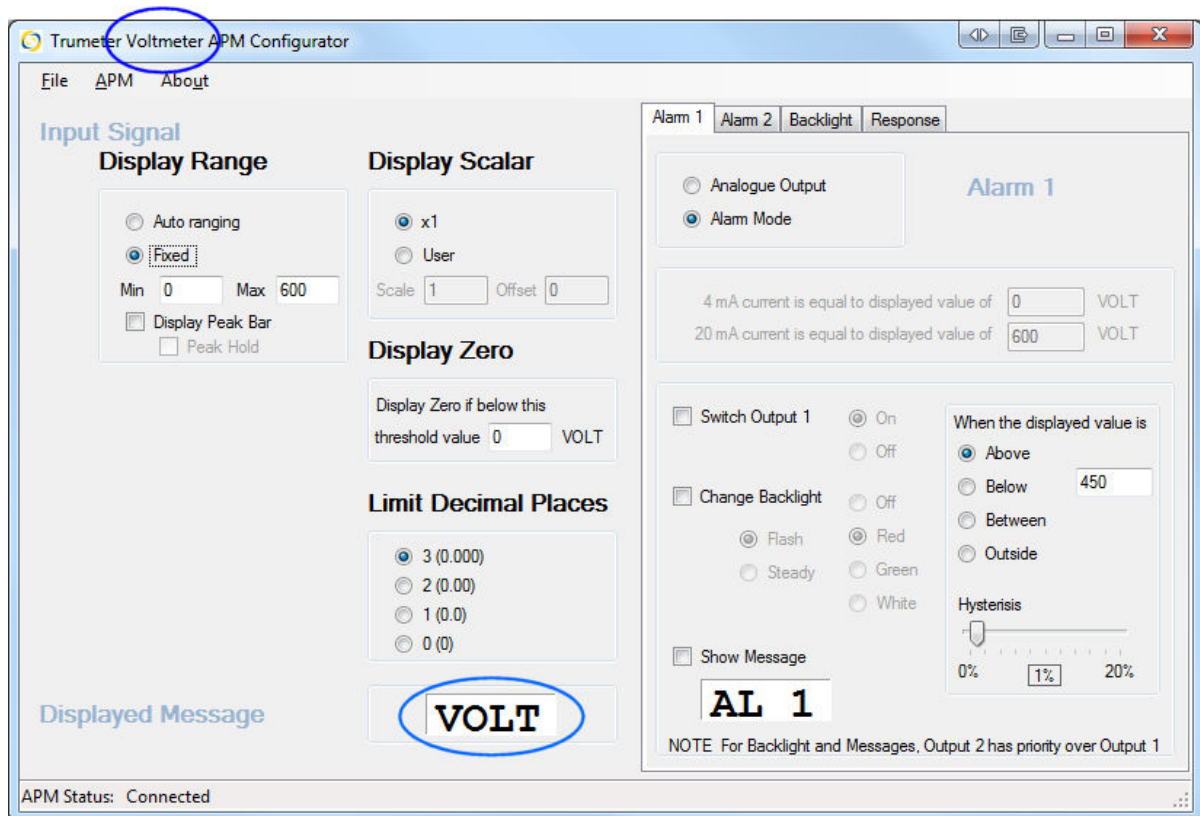 Trumeter Voltmeter APM Configurator
File APM About
Input Signal
Display Range
Auto ranging
Fixed
Min 0 Max 600
Display Peak Bar
Peak Hold
Display Scalar
x1
User
Scale 1 Offset 0
Display Zero
Display Zero if below this
threshold value 0 VOLT
Limit Decimal Places
3 (0.000)
2 (0.00)
1 (0.0)
0 (0)
Displayed Message
VOLT
Alarm 1 Alarm 2 Backlight Response
Analogue Output
Alarm Mode
Alarm 1
4 mA current is equal to displayed value of 0 VOLT
20 mA current is equal to displayed value of 600 VOLT
Switch Output 1
On
Off
Change Backlight
Flash
Steady
Off
Red
Green
White
Show Message
AL 1
When the displayed value is
Above
Below
450
Between
Outside
Hysterisis
0% 1% 20%
NOTE For Backlight and Messages, Output 2 has priority over Output 1
APM Status: Connected